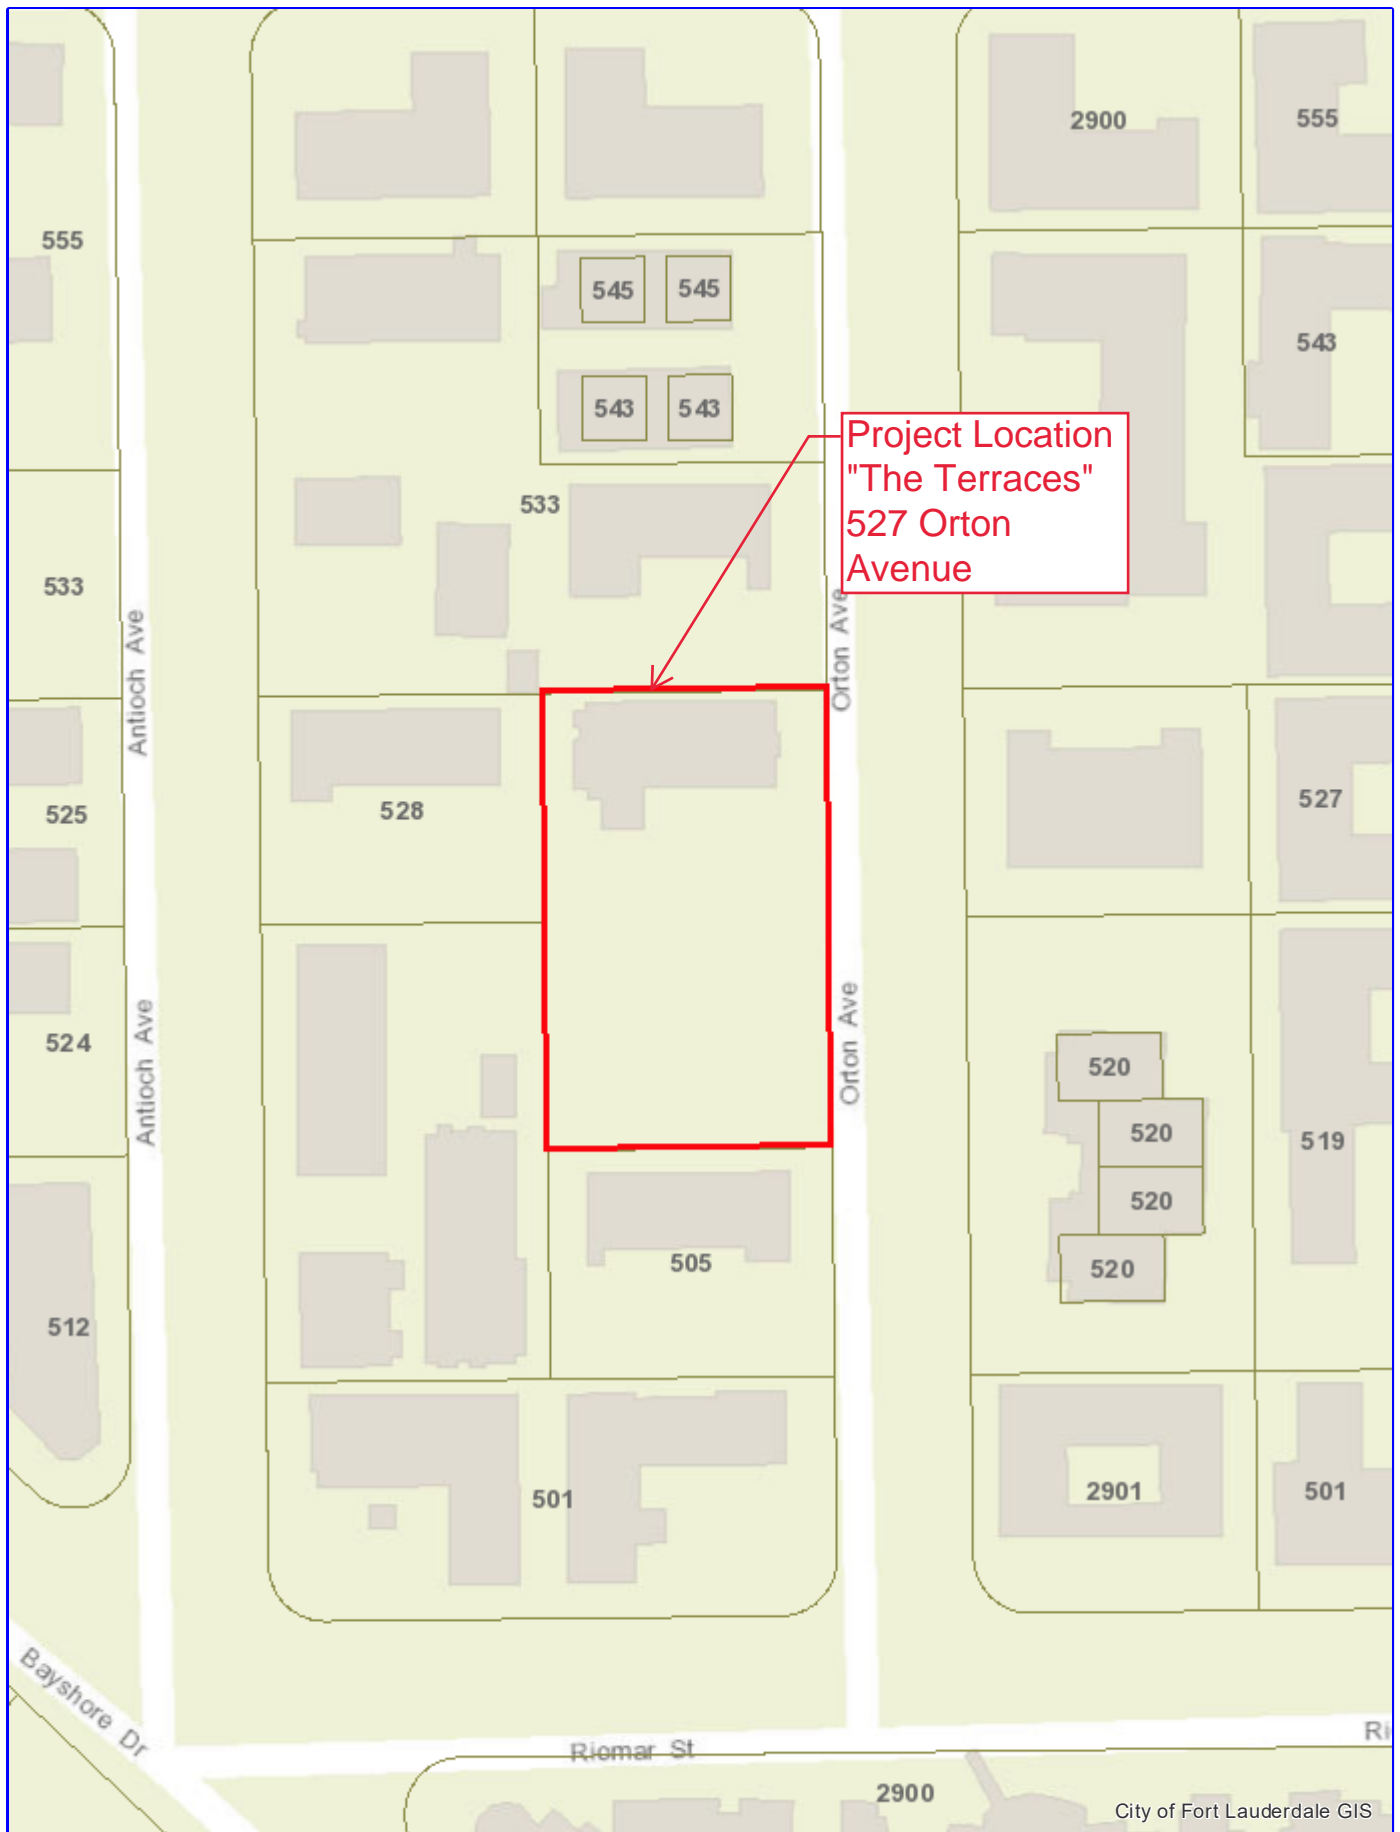 2900
555
555
545
545
543
543
543
Project Location
"The Terraces"
527 Orton
Avenue
533
533
Antioch Ave
Orton Ave
528
525
527
Antioch Ave
Orton Ave
524
520
520
520
520
519
505
512
501
2901
501
Bayshore Dr
Riomar St
Ri
2900
City of Fort Lauderdale GIS